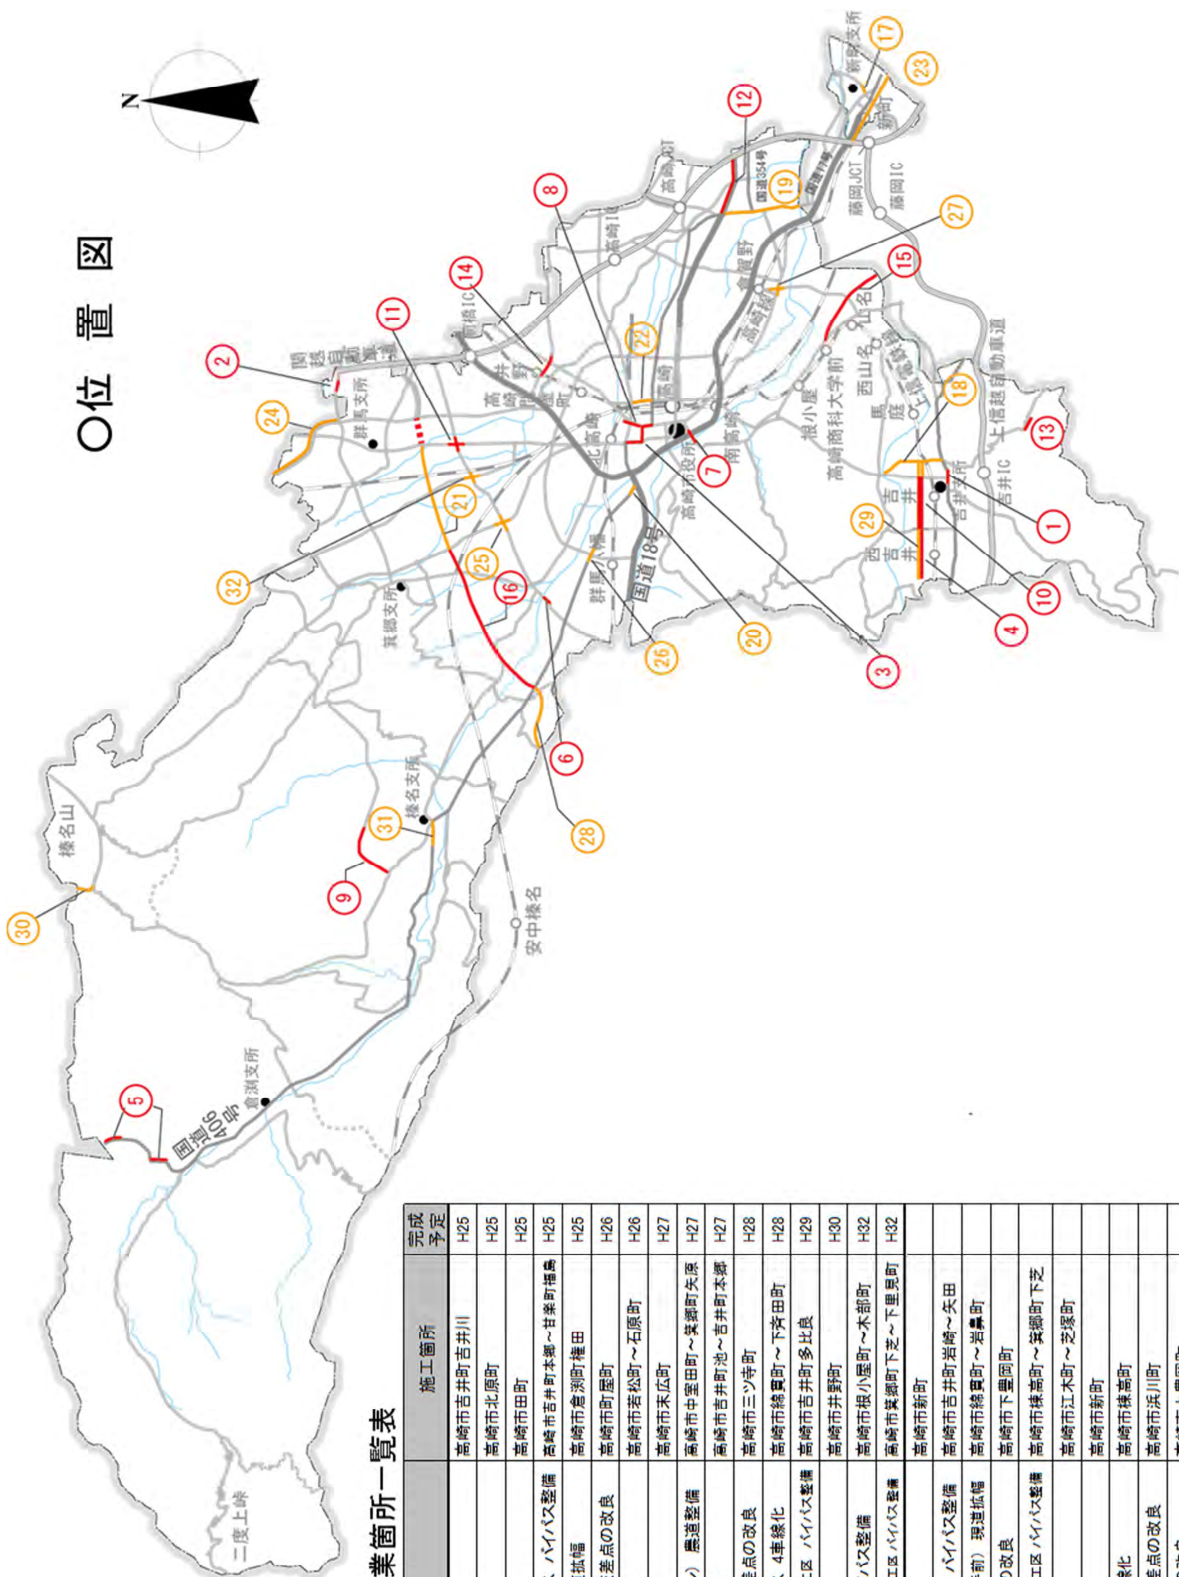 〇位 置 図
N
17
新町支所
23
新町
12
高崎JCT
国道354号
19
国道17号
藤岡JCT
藤岡IC
8
高崎IC
27
倉賀野
高崎線
15
山名
14
前橋IC
11
関越自動車道
2
井野
高崎問屋町
22
高崎
北高崎
高崎市役所
南高崎
7
根小屋
高崎商科大学前
西山名
馬庭
上信電鉄線
18
上信越自動車道
13
24
群馬支所
21
25
32
吉井
吉井支所
吉井IC
1
29
西吉井
10
4
群馬八幡
国道18号
20
26
3
箕郷支所
16
6
28
榛名山
榛名支所
31
9
30
安中榛名
5
国道406号
倉渕支所
二度上峠
業箇所一覧表
施工箇所 完成予定
高崎市吉井町吉井川 H25
高崎市北原町 H25
高崎市田町 H25
バイパス整備 高崎市吉井町本郷~甘楽町福島 H25
拡幅 高崎市倉渕町権田 H25
差点の改良 高崎市町屋町 H26
高崎市若松町~石原町 H26
高崎市末広町 H27
農道整備 高崎市中室田町~箕郷町矢原 H27
高崎市吉井町池~吉井町本郷 H27
差点の改良 高崎市三ツ寺町 H28
4車線化 高崎市綿貫町~下斉田町 H28
工区 バイパス整備 高崎市吉井町多比良 H29
高崎市井野町 H30
パス整備 高崎市根小屋町~木部町 H32
工区 バイパス整備 高崎市箕郷町下芝~下里見町 H32
高崎市新町
バイパス整備 高崎市吉井町岩崎~矢田
前) 現道拡幅 高崎市綿貫町~岩鼻町
の改良 高崎市下豊岡町
工区 バイパス整備 高崎市棟高町~箕郷町下芝
高崎市江木町~芝塚町
高崎市新町
線化 高崎市棟高町
差点の改良 高崎市浜川町